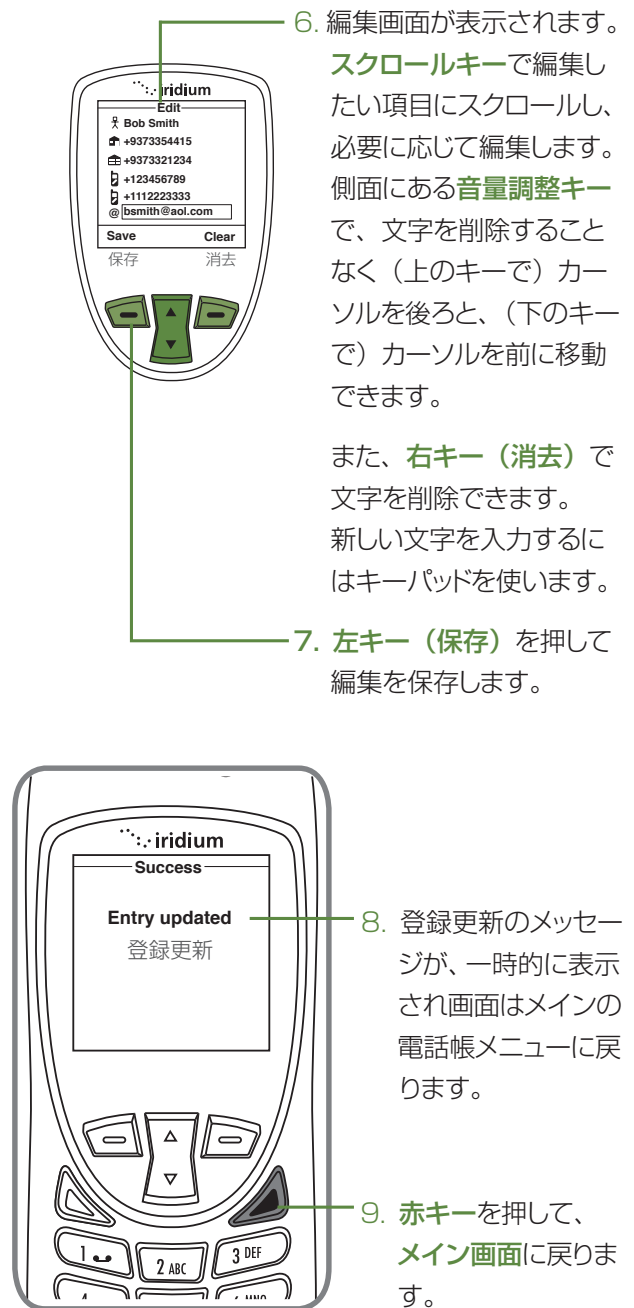 6. 編集画面が表示されます。
スクロールキーで編集し
たい項目にスクロールし、
必要に応じて編集します。
側面にある音量調整キー
で、文字を削除すること
なく（上のキーで）カー
ソルを後ろと、（下のキー
で）カーソルを前に移動
できます。
また、右キー（消去）で
文字を削除できます。
新しい文字を入力するに
はキーパッドを使います。
7. 左キー（保存）を押して
編集を保存します。
iridium
Edit
Bob Smith
+9373354415
+9373321234
+123456789
+1112223333
@ bsmith@aol.com
Save Clear
保存 消去
iridium
Success
Entry updated
登録更新
1
2 ABC
3 DEF
8. 登録更新のメッセー
ジが、一時的に表示
され画面はメインの
電話帳メニューに戻
ります。
9. 赤キーを押して、
メイン画面に戻りま
す。